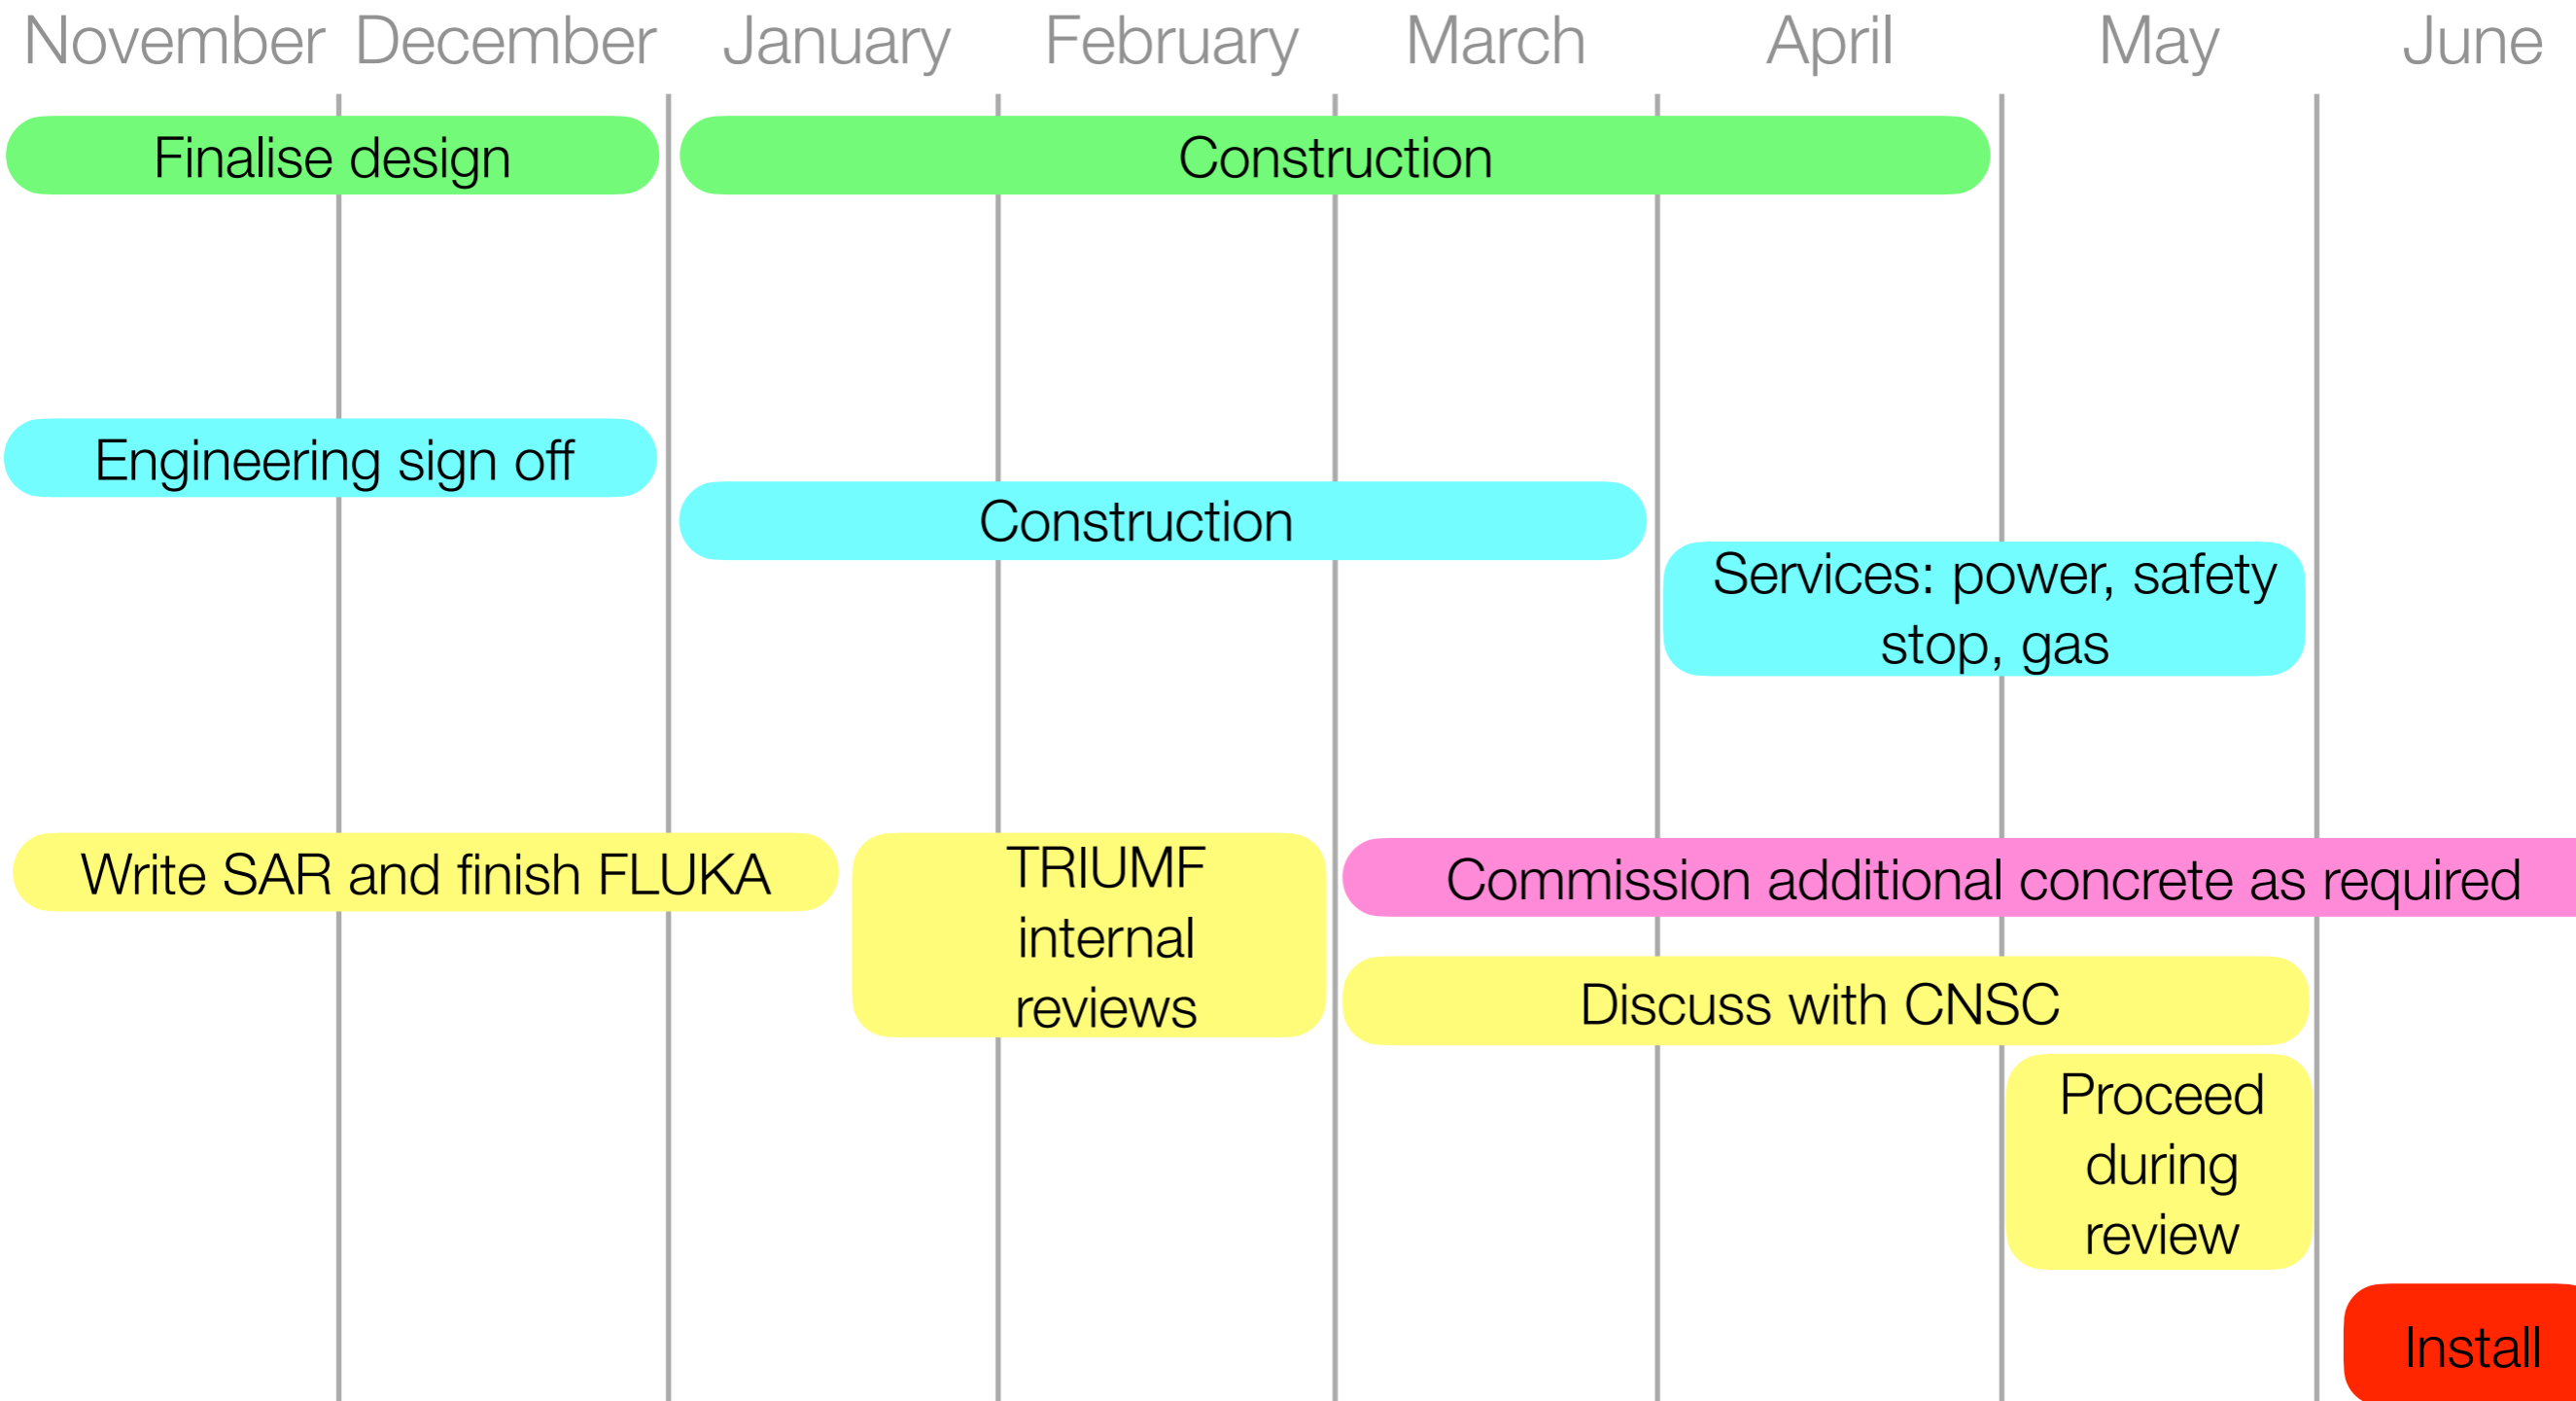 November December January February March April May June
Finalise design
Construction
Engineering sign off
Construction
Services: power, safety
stop, gas
Write SAR and finish FLUKA
TRIUMF
internal
reviews
Commission additional concrete as required
Discuss with CNSC
Proceed
during
review
Install